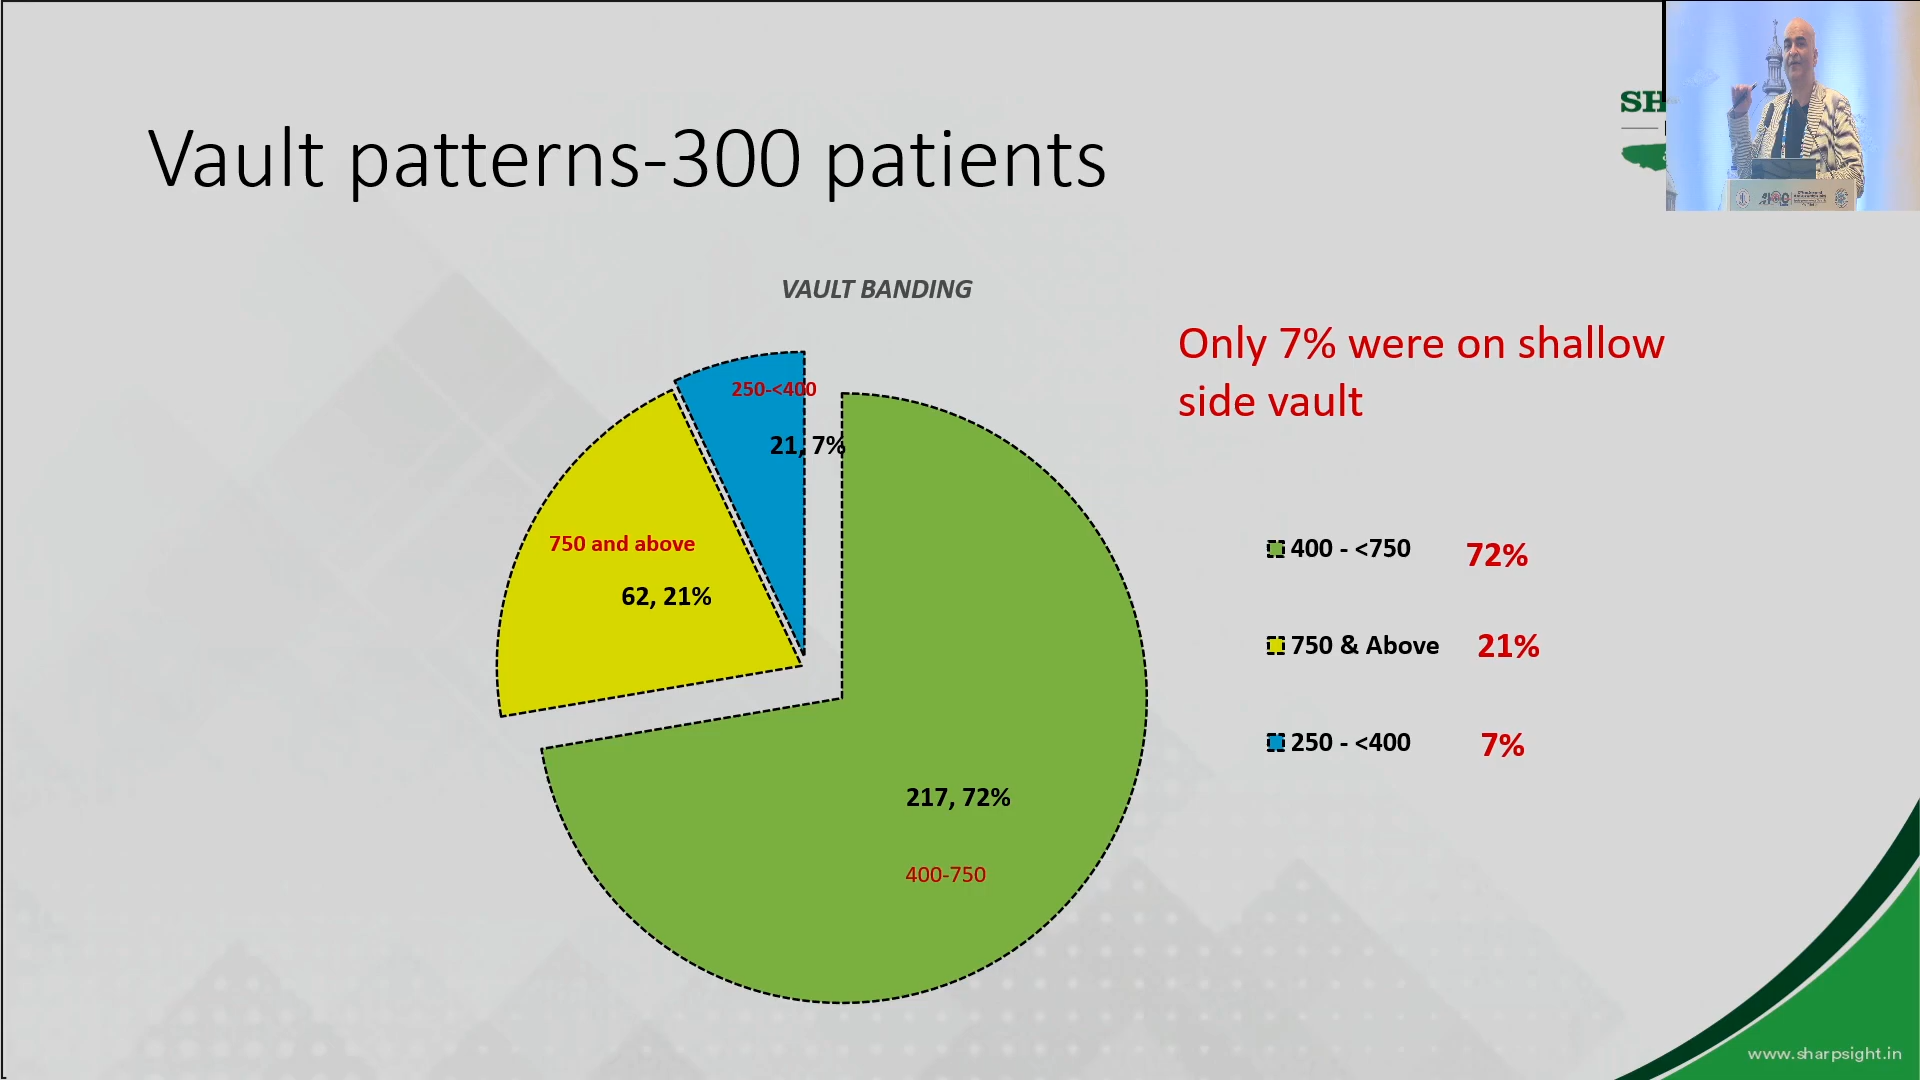 Vault patterns-300 patients
SH
VAULT BANDING
Only 7% were on shallow
side vault
250-<400
21, 7%
750 and above
62, 21%
217, 72%
400-750
400 - <750 72%
750 & Above 21%
250 - <400 7%
www.sharpsight.in